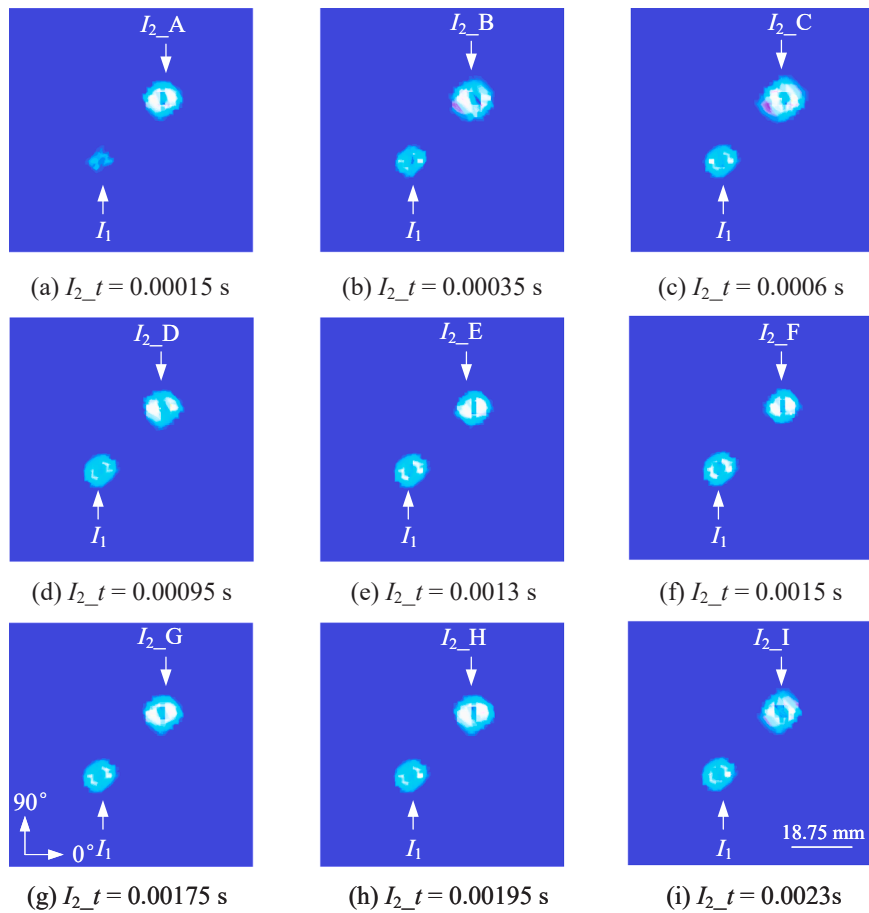 I₂_A I₂_B I₂_C
I₁ I₁ I₁
(a) I₂_t = 0.00015 s (b) I₂_t = 0.00035 s (c) I₂_t = 0.0006 s
I₂_D I₂_E I₂_F
I₁ I₁ I₁
(d) I₂_t = 0.00095 s (e) I₂_t = 0.0013 s (f) I₂_t = 0.0015 s
I₂_G I₂_H I₂_I
90°
18.75 mm
0° I₁ I₁ I₁
(g) I₂_t = 0.00175 s (h) I₂_t = 0.00195 s (i) I₂_t = 0.0023s